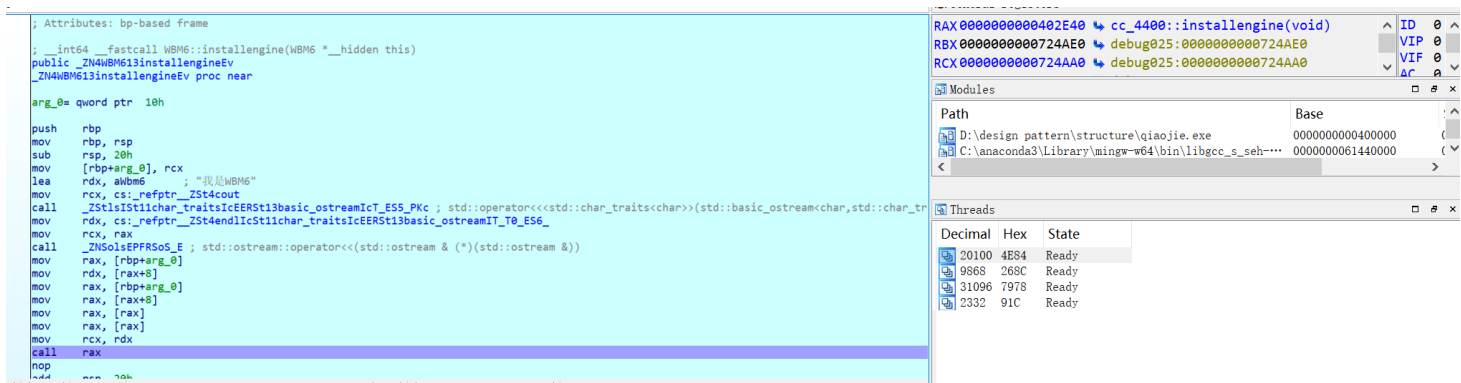 ; Attributes: bp-based frame
; __int64 __fastcall WBM6::installengine(WBM6 *__hidden this)
public _ZN4WBM613installengineEv
_ZN4WBM613installengineEv proc near
arg_0= qword ptr 10h
push rbp
mov rbp, rsp
sub rsp, 20h
mov [rbp+arg_0], rcx
lea rdx, aWbm6 ; "我是WBM6"
mov rcx, cs:_refptr__ZSt4cout
call _ZStlsISt11char_traitsIcEERSt13basic_ostreamIcT_ES5_PKc ; std::operator<<<std::char_traits<char>>(std::basic_ostream<char,std::char_tr
mov rdx, cs:_refptr__ZSt4endlIcSt11char_traitsIcEERSt13basic_ostreamIT_T0_ES6_
mov rcx, rax
call _ZNSolsEPFRSoS_E ; std::ostream::operator<<(std::ostream & (*)(std::ostream &))
mov rax, [rbp+arg_0]
mov rdx, [rax+8]
mov rax, [rbp+arg_0]
mov rax, [rax+8]
mov rax, [rax]
mov rax, [rax]
mov rcx, rdx
call rax
nop
add rsp, 20h
RAX 0000000000402E40 cc_4400::installengine(void)
RBX 0000000000724AE0 debug025:0000000000724AE0
RCX 0000000000724AA0 debug025:0000000000724AA0
ID 0
VIP 0
VIF 0
AC 0
Modules
Path Base
D:\design pattern\structure\qiaojie.exe 0000000000400000
C:\anaconda3\Library\mingw-w64\bin\libgcc_s_seh-··· 0000000061440000
Threads
Decimal Hex State
20100 4E84 Ready
9868 268C Ready
31096 7978 Ready
2332 91C Ready